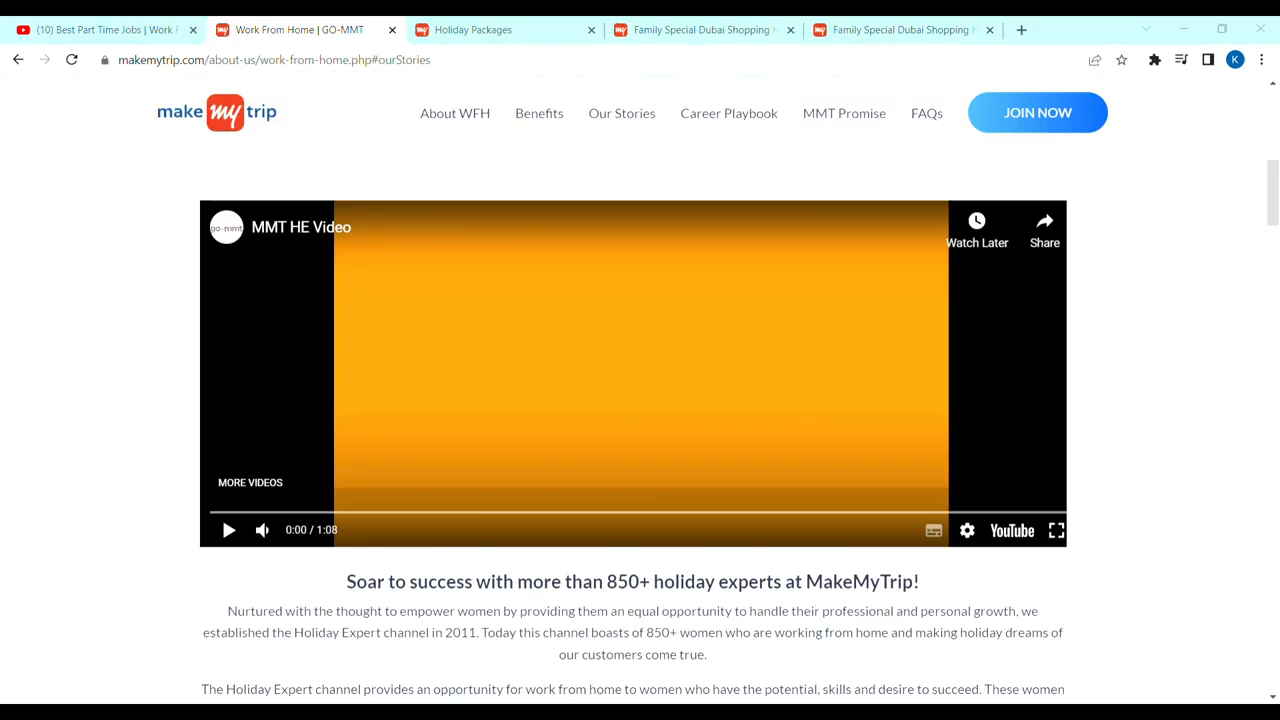 (10) Best Part Time Jobs | Work F
Work From Home | GO-MMT
Holiday Packages
Family Special Dubai Shopping H
Family Special Dubai Shopping H
makemytrip.com/about-us/work-from-home.php#ourStories
K
make my trip
About WFH
Benefits
Our Stories
Career Playbook
MMT Promise
FAQs
JOIN NOW
go-mmt
MMT HE Video
Watch Later
Share
MORE VIDEOS
0:00 / 1:08
YouTube
Soar to success with more than 850+ holiday experts at MakeMyTrip!
Nurtured with the thought to empower women by providing them an equal opportunity to handle their professional and personal growth, we
established the Holiday Expert channel in 2011. Today this channel boasts of 850+ women who are working from home and making holiday dreams of
our customers come true.
The Holiday Expert channel provides an opportunity for work from home to women who have the potential, skills and desire to succeed. These women